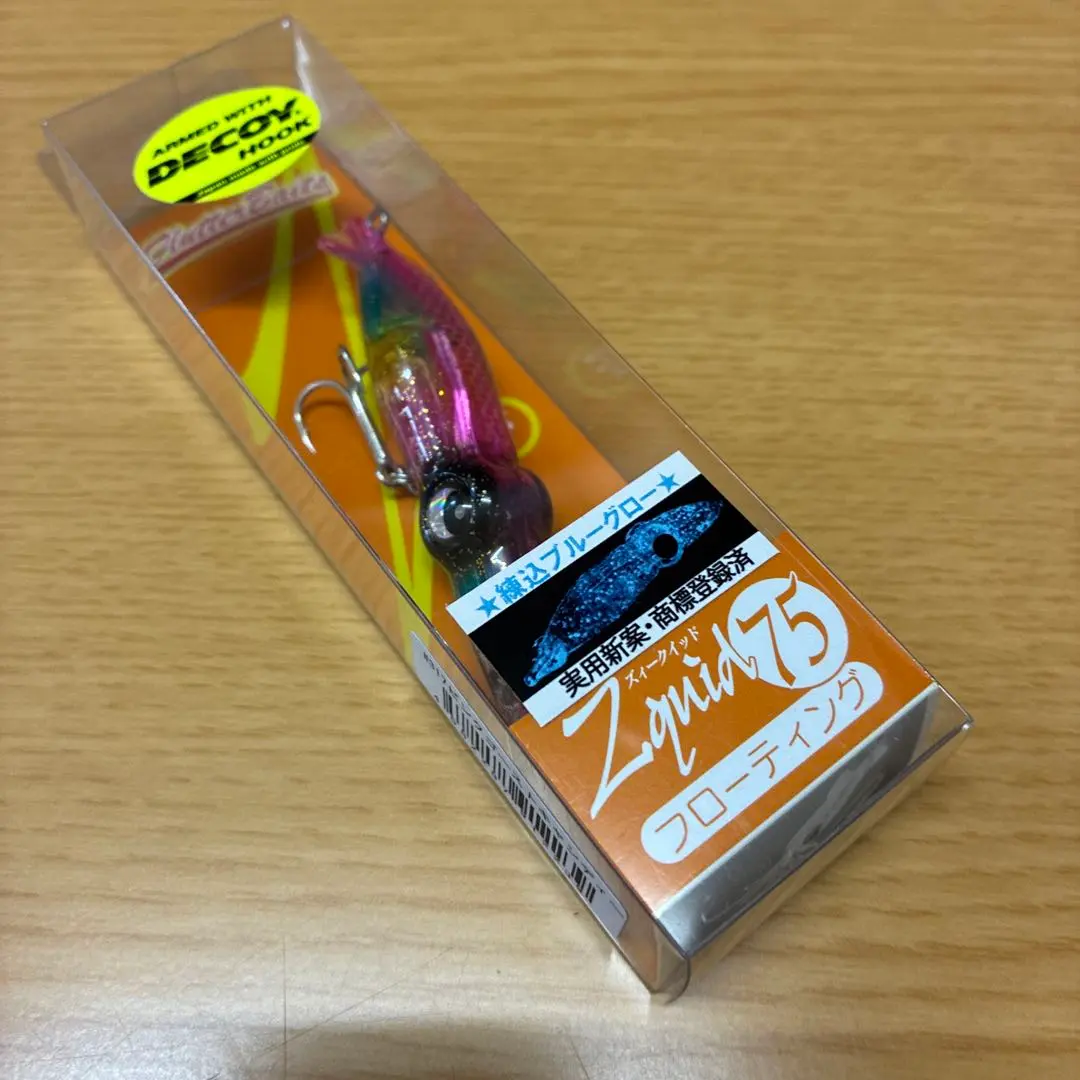 ARMED WITH
DECOY
HOOK
★練込ブルーグロー★
実用新案・商標登録済
ズィークイッド
Zquid 75
フローティング